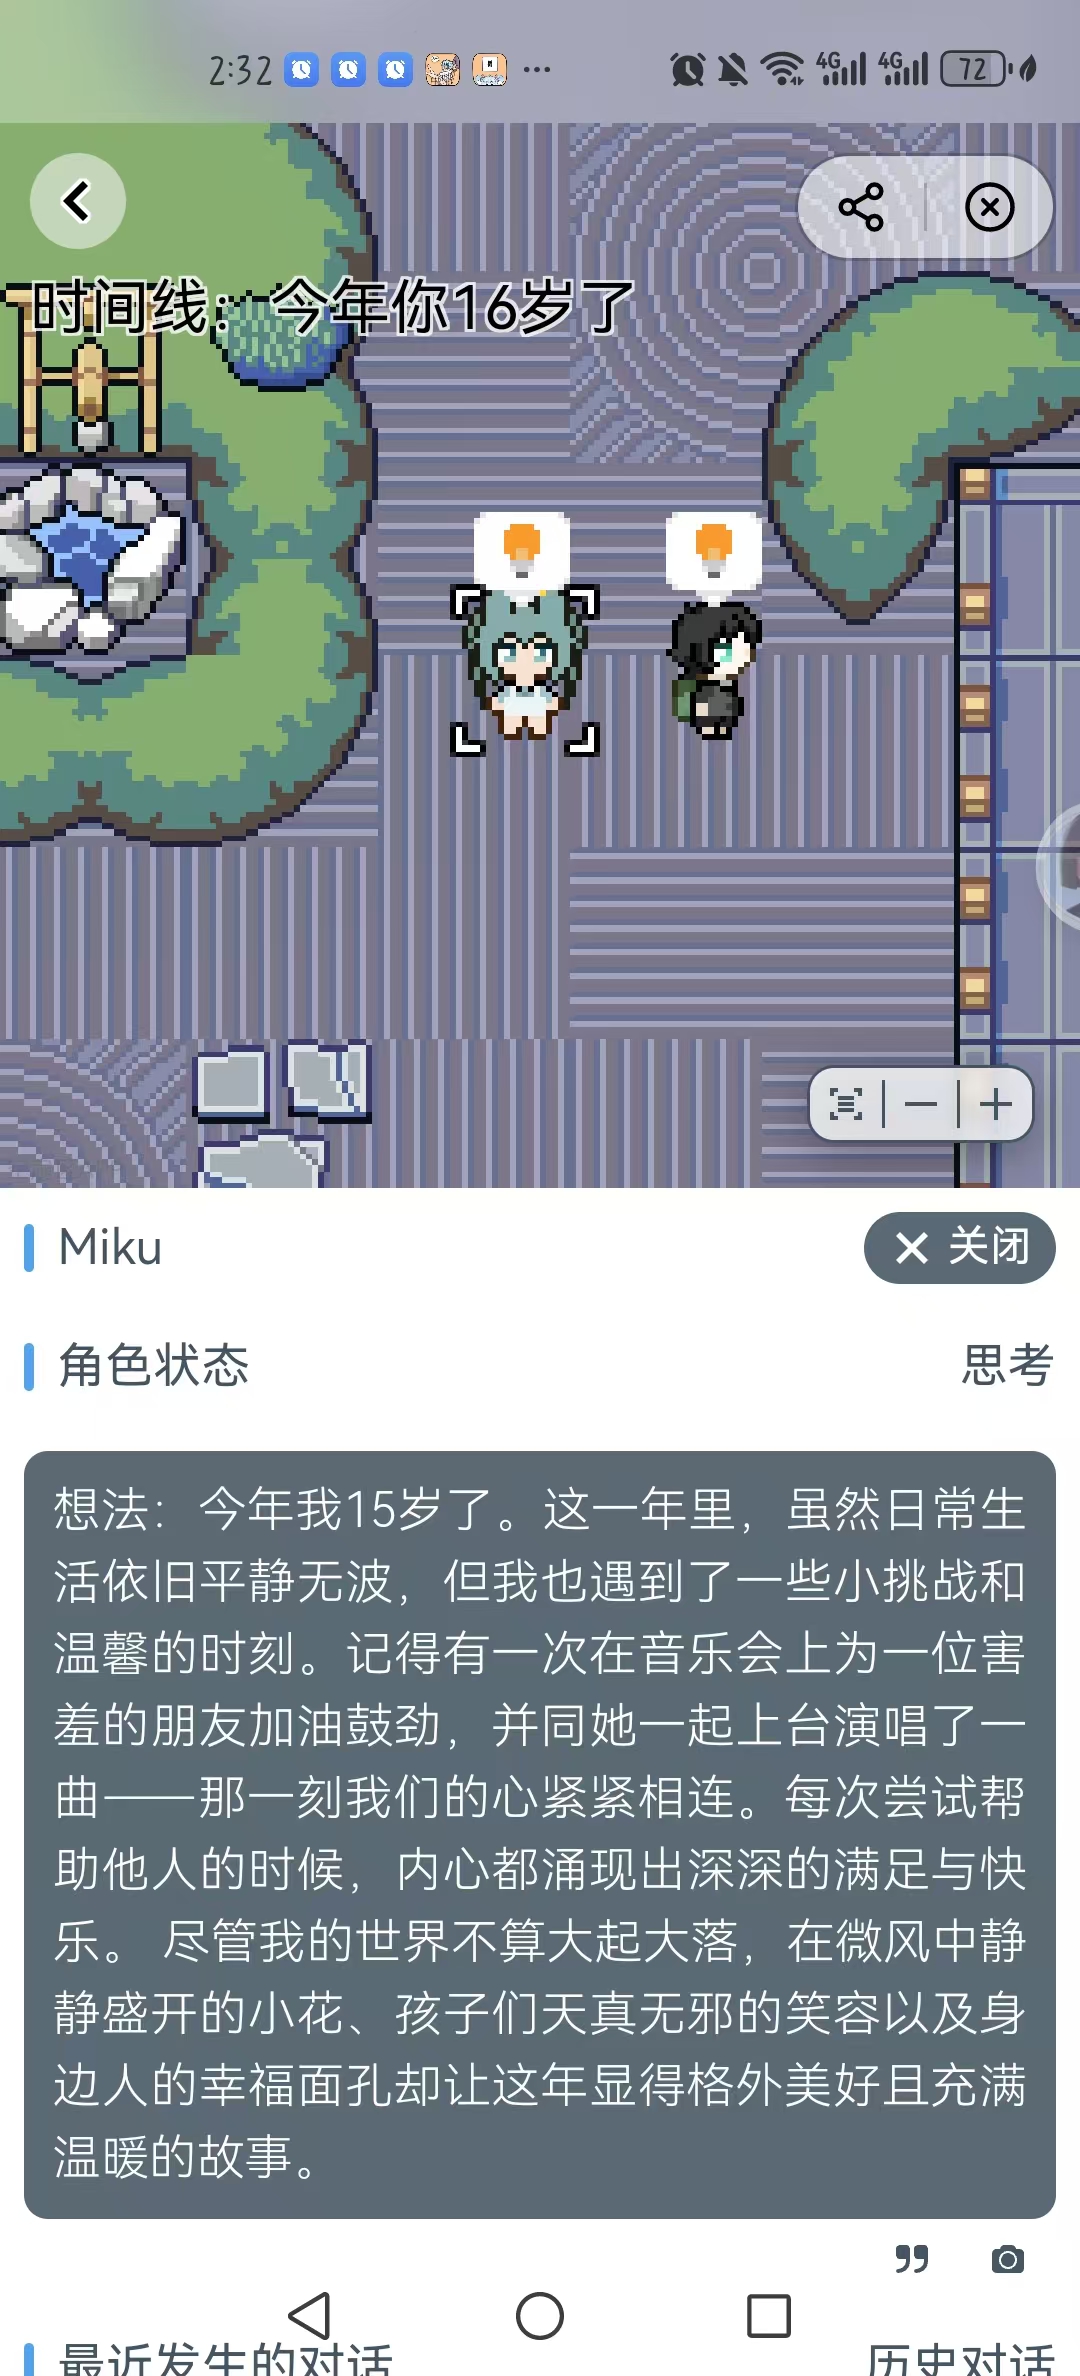 2:32
4G
4G
72
时间线：今年你16岁了
Miku
关闭
角色状态
思考
想法：今年我15岁了。这一年里，虽然日常生
活依旧平静无波，但我也遇到了一些小挑战和
温馨的时刻。记得有一次在音乐会上为一位害
羞的朋友加油鼓劲，并同她一起上台演唱了一
曲——那一刻我们的心紧紧相连。每次尝试帮
助他人的时候，内心都涌现出深深的满足与快
乐。 尽管我的世界不算大起大落，在微风中静
静盛开的小花、孩子们天真无邪的笑容以及身
边人的幸福面孔却让这年显得格外美好且充满
温暖的故事。
最近发生的对话
历史对话